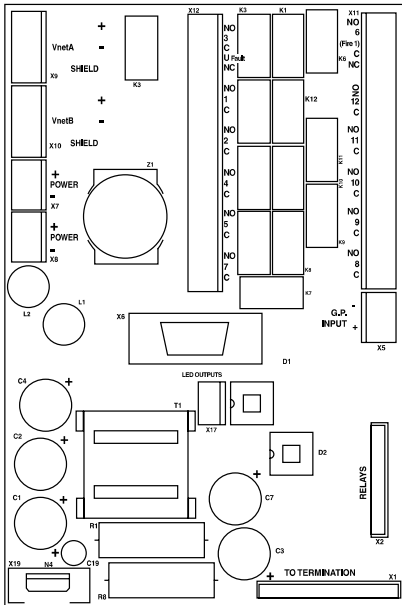 VnetA
+
-
X9
SHIELD
K3
X12
NO
3
C
U Fault
NC
K3
K1
K6
X11
NO
6
(Fire 1)
C
NC
VnetB
+
-
X10
SHIELD
NO
1
C
K12
NO
12
C
NO
2
C
K11
NO
11
C
+
POWER
-
X7
Z1
NO
4
C
K10
NO
10
C
+
POWER
-
X8
NO
5
C
K9
NO
9
C
NO
7
C
K8
K7
NO
8
C
L2
L1
X6
D1
-
G.P.
INPUT
+
X5
LED OUTPUTS
C4
+
T1
X17
C2
+
D2
C1
+
C7
+
RELAYS
X2
R1
X19
N4
+
C19
R8
C3
+
TO TERMINATION
X1